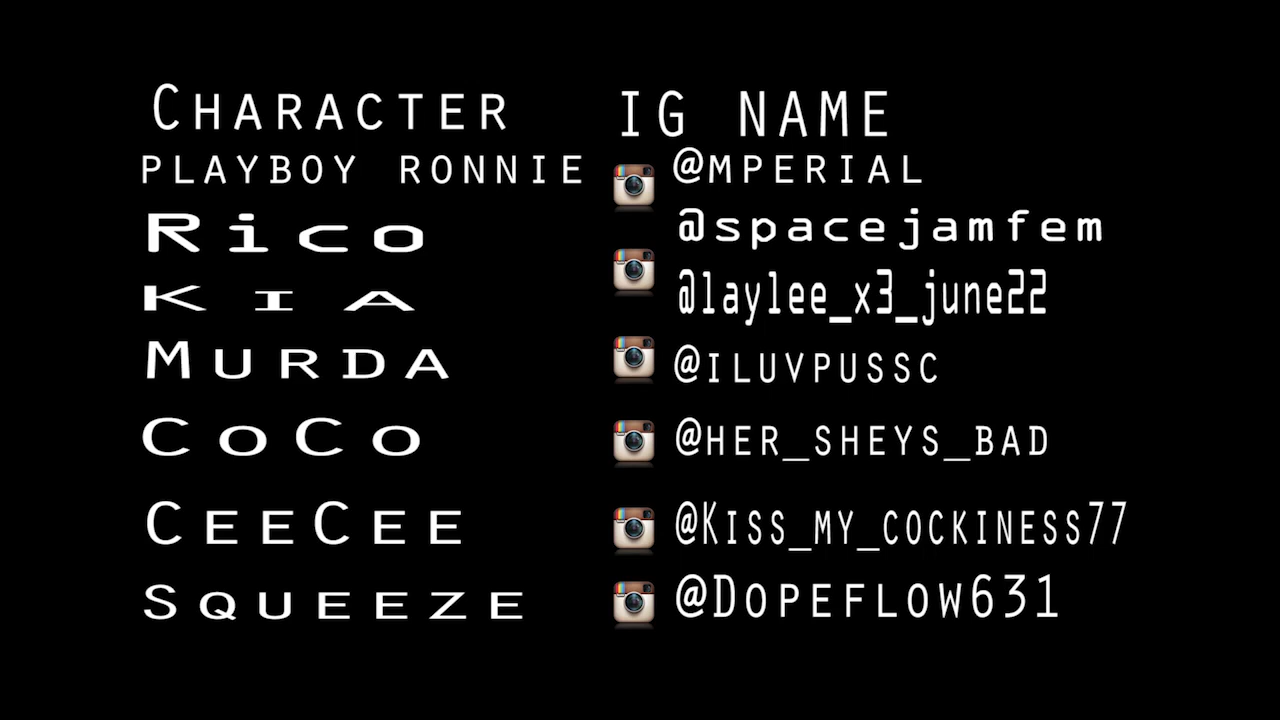 CHARACTER IG NAME
PLAYBOY RONNIE @MPERIAL
Rico @spacejamfem
KIA @laylee_x3_june22
MURDA @ILUVPUSSC
CoCo @HER_SHEYS_BAD
CEECEE @KISS_MY_COCKINESS77
SQUEEZE @DOPEFLOW631